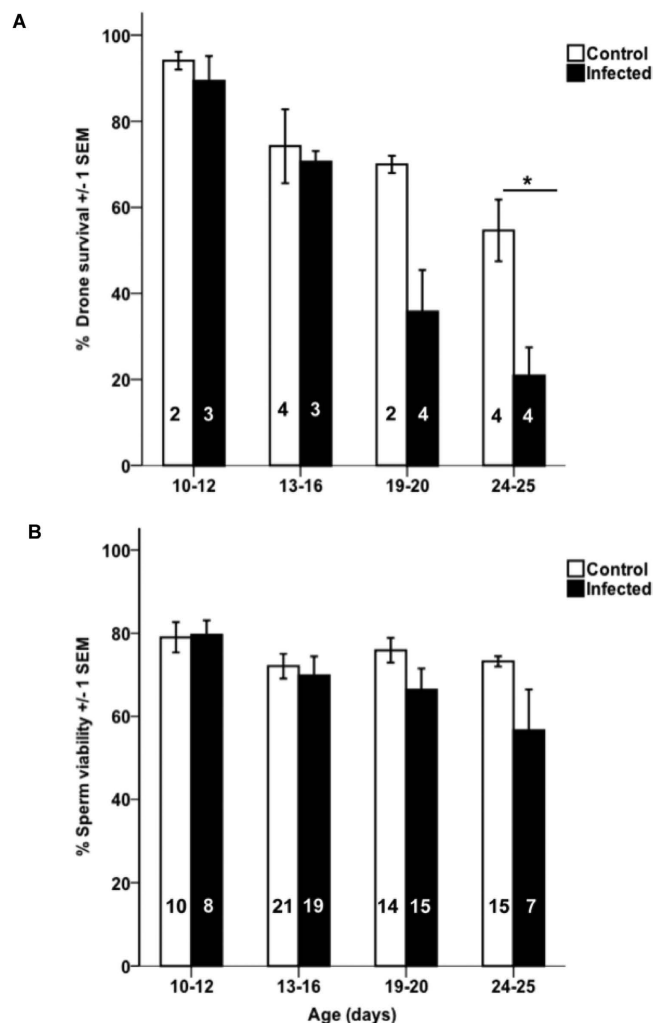 A
% Drone survival +/- 1 SEM
100
80
60
40
20
0
Control
Infected
*
2 3 4 3 2 4 4 4
10-12 13-16 19-20 24-25
B
% Sperm viability +/- 1 SEM
100
80
60
40
20
0
Control
Infected
10 8 21 19 14 15 15 7
10-12 13-16 19-20 24-25
Age (days)